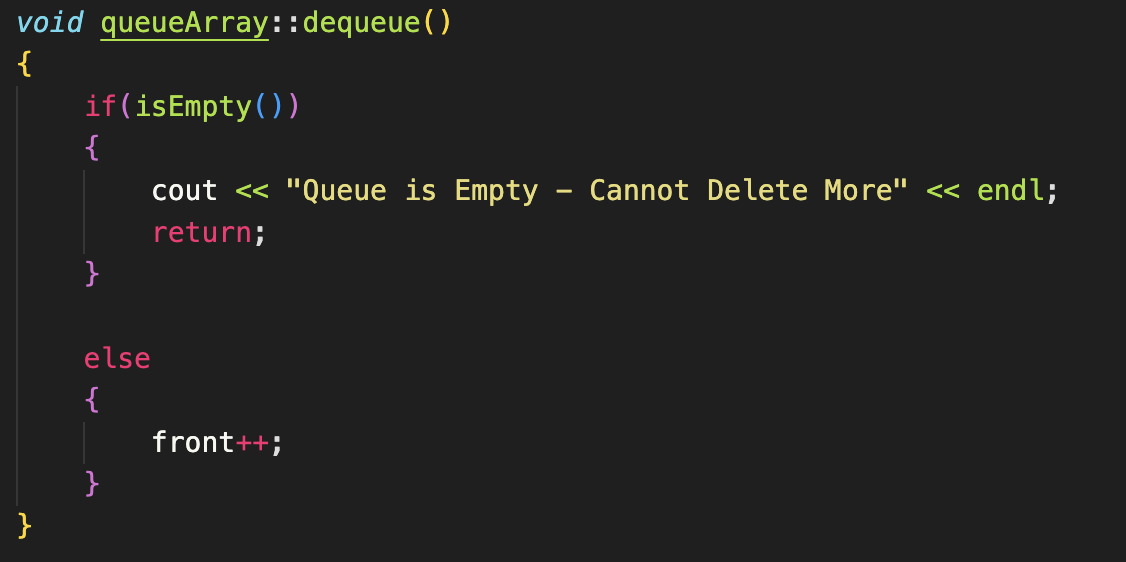 void queueArray::dequeue()
{
    if(isEmpty())
    {
        cout << "Queue is Empty – Cannot Delete More" << endl;
        return;
    }

    else
    {
        front++;
    }
}